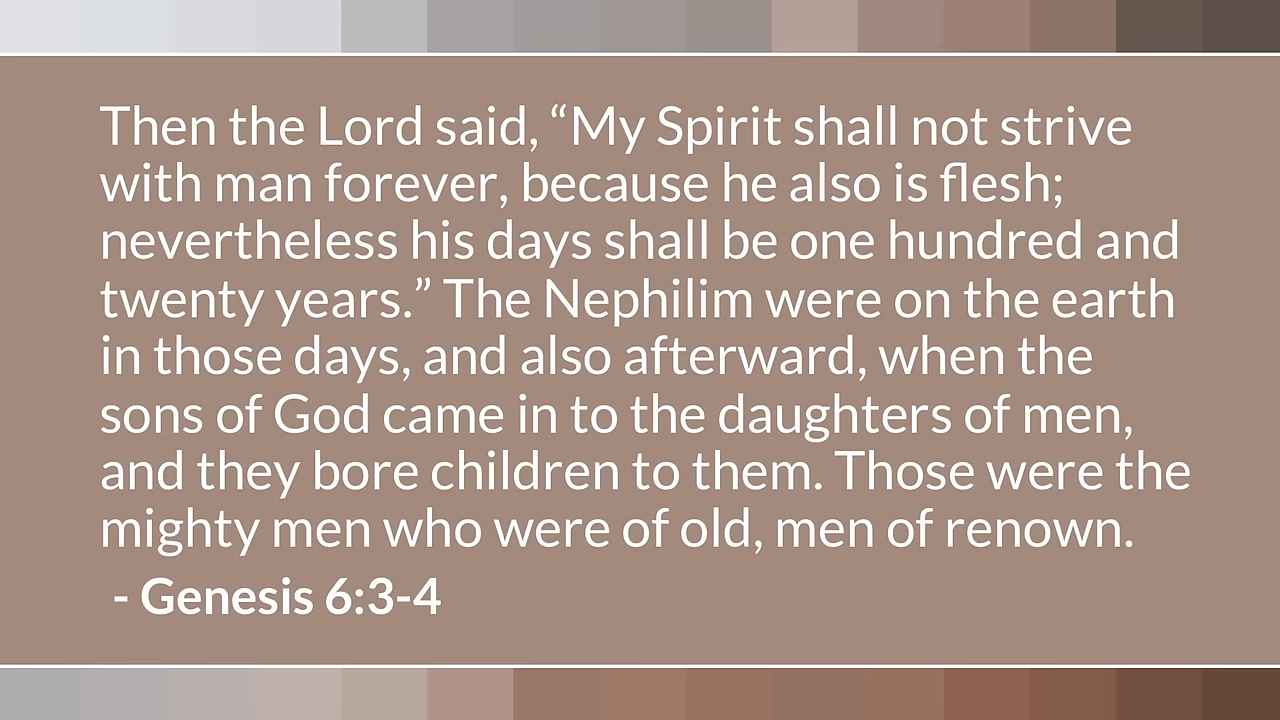 Then the Lord said, “My Spirit shall not strive
with man forever, because he also is flesh;
nevertheless his days shall be one hundred and
twenty years.” The Nephilim were on the earth
in those days, and also afterward, when the
sons of God came in to the daughters of men,
and they bore children to them. Those were the
mighty men who were of old, men of renown.
- Genesis 6:3-4